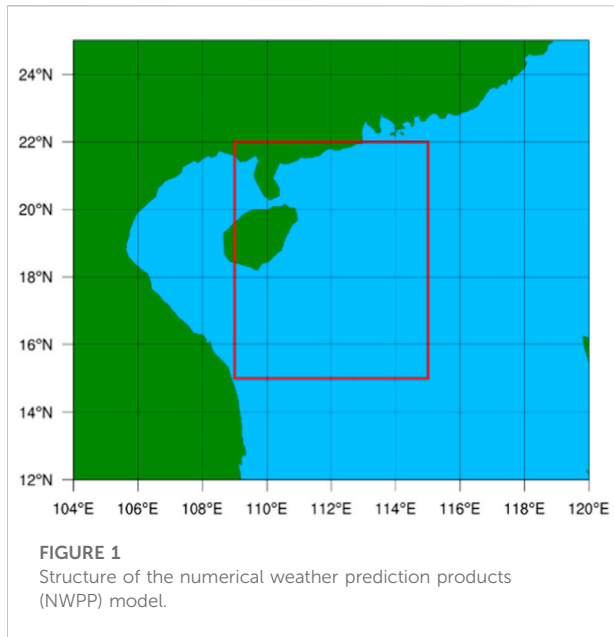 24°N
22°N
20°N
18°N
16°N
14°N
12°N
104°E 106°E 108°E 110°E 112°E 114°E 116°E 118°E 120°E
FIGURE 1
Structure of the numerical weather prediction products
(NWPP) model.